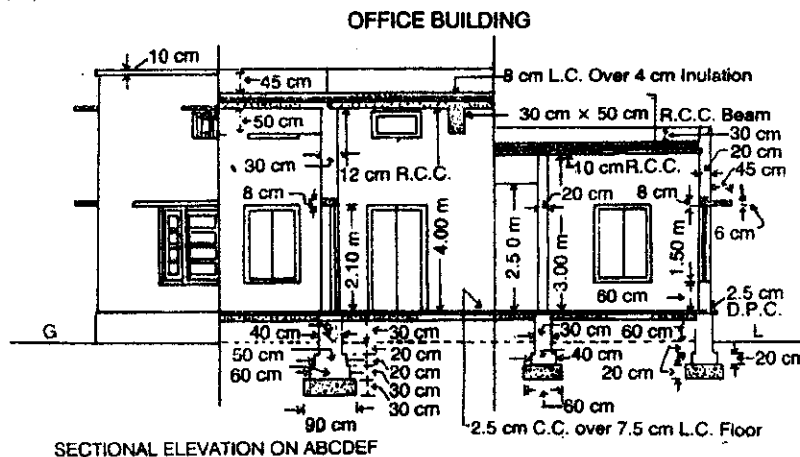 OFFICE BUILDING
10 cm
45 cm
8 cm L.C. Over 4 cm Inulation
50 cm
30 cm × 50 cm R.C.C. Beam
30 cm
30 cm
12 cm R.C.C.
10 cm R.C.C.
20 cm
45 cm
8 cm
20 cm
8 cm
6 cm
2.10 m
4.00 m
2.50 m
3.00 m
1.50 m
60 cm
2.5 cm
D.P.C.
G
40 cm
30 cm
30 cm
60 cm
L
50 cm
20 cm
40 cm
20 cm
60 cm
20 cm
20 cm
30 cm
30 cm
90 cm
60 cm
2.5 cm C.C. over 7.5 cm L.C. Floor
SECTIONAL ELEVATION ON ABCDEF